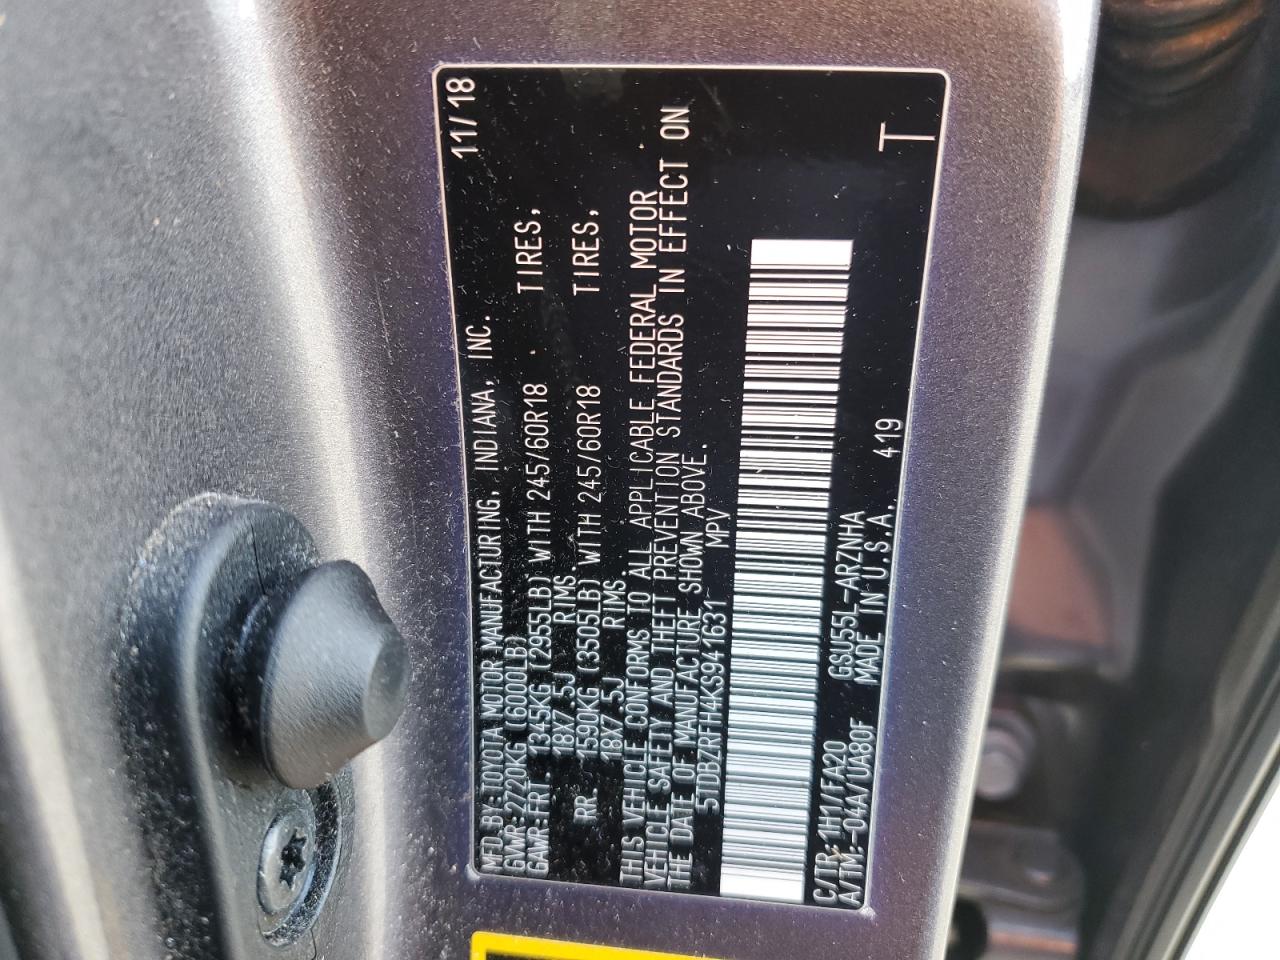 MFD.BY:TOYOTA MOTOR MANUFACTURING, INDIANA, INC. 11/18
GVWR:2720KG (6000LB)
GAWR:FRT. 1345KG (2955LB) WITH 245/60R18 TIRES,
18X7.5J RIMS
RR. 1590KG (3505LB) WITH 245/60R18 TIRES,
18X7.5J RIMS.
THIS VEHICLE CONFORMS TO ALL APPLICABLE FEDERAL MOTOR
VEHICLE SAFETY AND THEFT PREVENTION STANDARDS IN EFFECT ON
THE DATE OF MANUFACTURE SHOWN ABOVE.
5TDBZRFH4KS941631 MPV
C/TR: 1H1/FA20 GSU55L-ARZNHA
A/TM:-04A/UA80F MADE IN U.S.A. 419
T